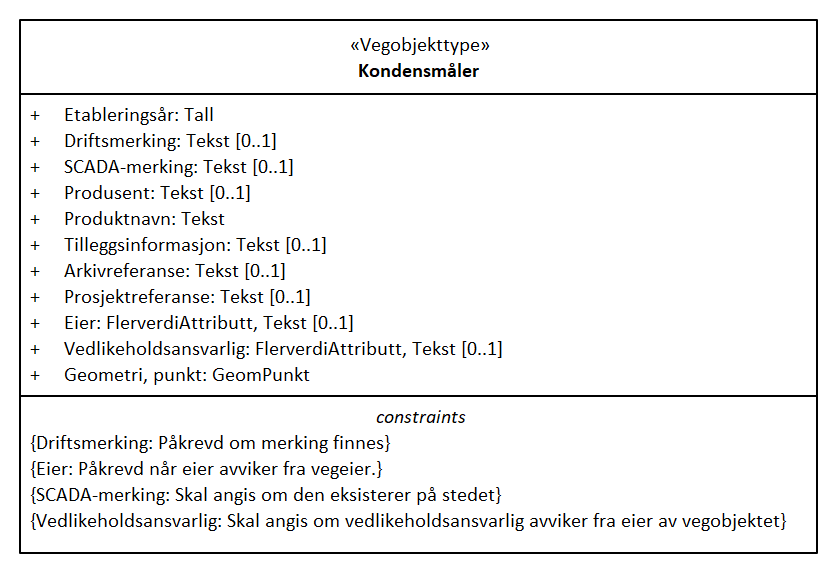 «Vegobjekttype»
Kondensmåler
+ Etableringsår: Tall
+ Driftsmerking: Tekst [0..1]
+ SCADA-merking: Tekst [0..1]
+ Produsent: Tekst [0..1]
+ Produktnavn: Tekst
+ Tilleggsinformasjon: Tekst [0..1]
+ Arkivreferanse: Tekst [0..1]
+ Prosjektreferanse: Tekst [0..1]
+ Eier: FlerverdiAttributt, Tekst [0..1]
+ Vedlikeholdsansvarlig: FlerverdiAttributt, Tekst [0..1]
+ Geometri, punkt: GeomPunkt
constraints
{Driftsmerking: Påkrevd om merking finnes}
{Eier: Påkrevd når eier avviker fra vegeier.}
{SCADA-merking: Skal angis om den eksisterer på stedet}
{Vedlikeholdsansvarlig: Skal angis om vedlikeholdsansvarlig avviker fra eier av vegobjektet}